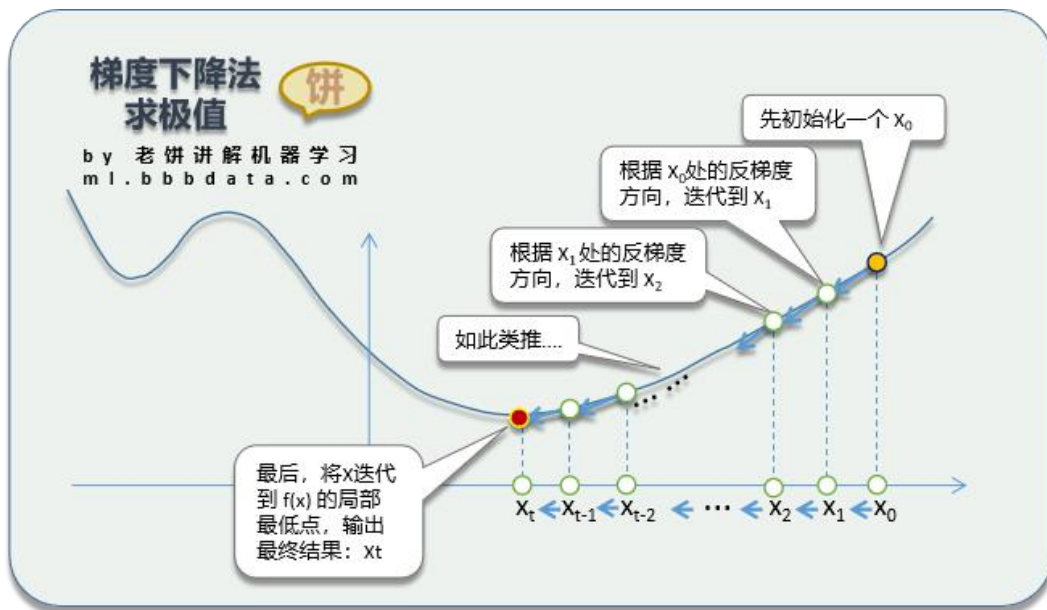 梯度下降法
求极值
饼
by 老饼讲解机器学习
ml.bbbdata.com
先初始化一个 x₀
根据 x₀处的反梯度
方向，迭代到 x₁
根据 x₁ 处的反梯度
方向，迭代到 x₂
如此类推....
... ...
最后，将x迭代
到 f(x) 的局部
最低点，输出
最终结果：xt
xₜ xₜ₋₁ xₜ₋₂ ... x₂ x₁ x₀